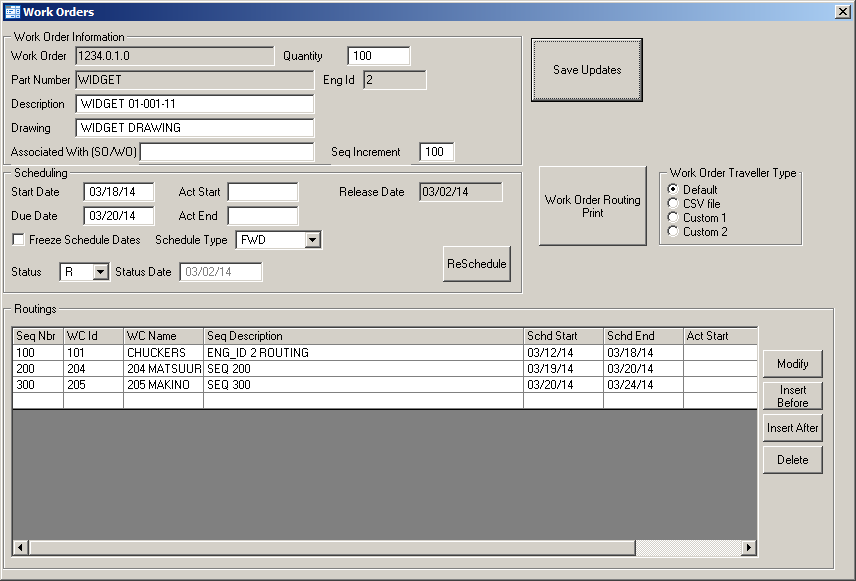 Work Orders
Work Order Information
Work Order 1234.0.1.0 Quantity 100
Part Number WIDGET Eng Id 2
Description WIDGET 01-001-11
Drawing WIDGET DRAWING
Associated With (SO/WO) Seq Increment 100
Save Updates
Scheduling
Start Date 03/18/14 Act Start Release Date 03/02/14
Due Date 03/20/14 Act End
Freeze Schedule Dates Schedule Type FWD
Status R Status Date 03/02/14
ReSchedule
Work Order Routing
Print
Work Order Traveller Type
Default
CSV file
Custom 1
Custom 2
Routings
Seq Nbr WC Id WC Name Seq Description Schd Start Schd End Act Start
100 101 CHUCKERS ENG_ID 2 ROUTING 03/12/14 03/18/14
200 204 204 MATSUUR SEQ 200 03/19/14 03/20/14
300 205 205 MAKINO SEQ 300 03/20/14 03/24/14
Modify
Insert
Before
Insert After
Delete